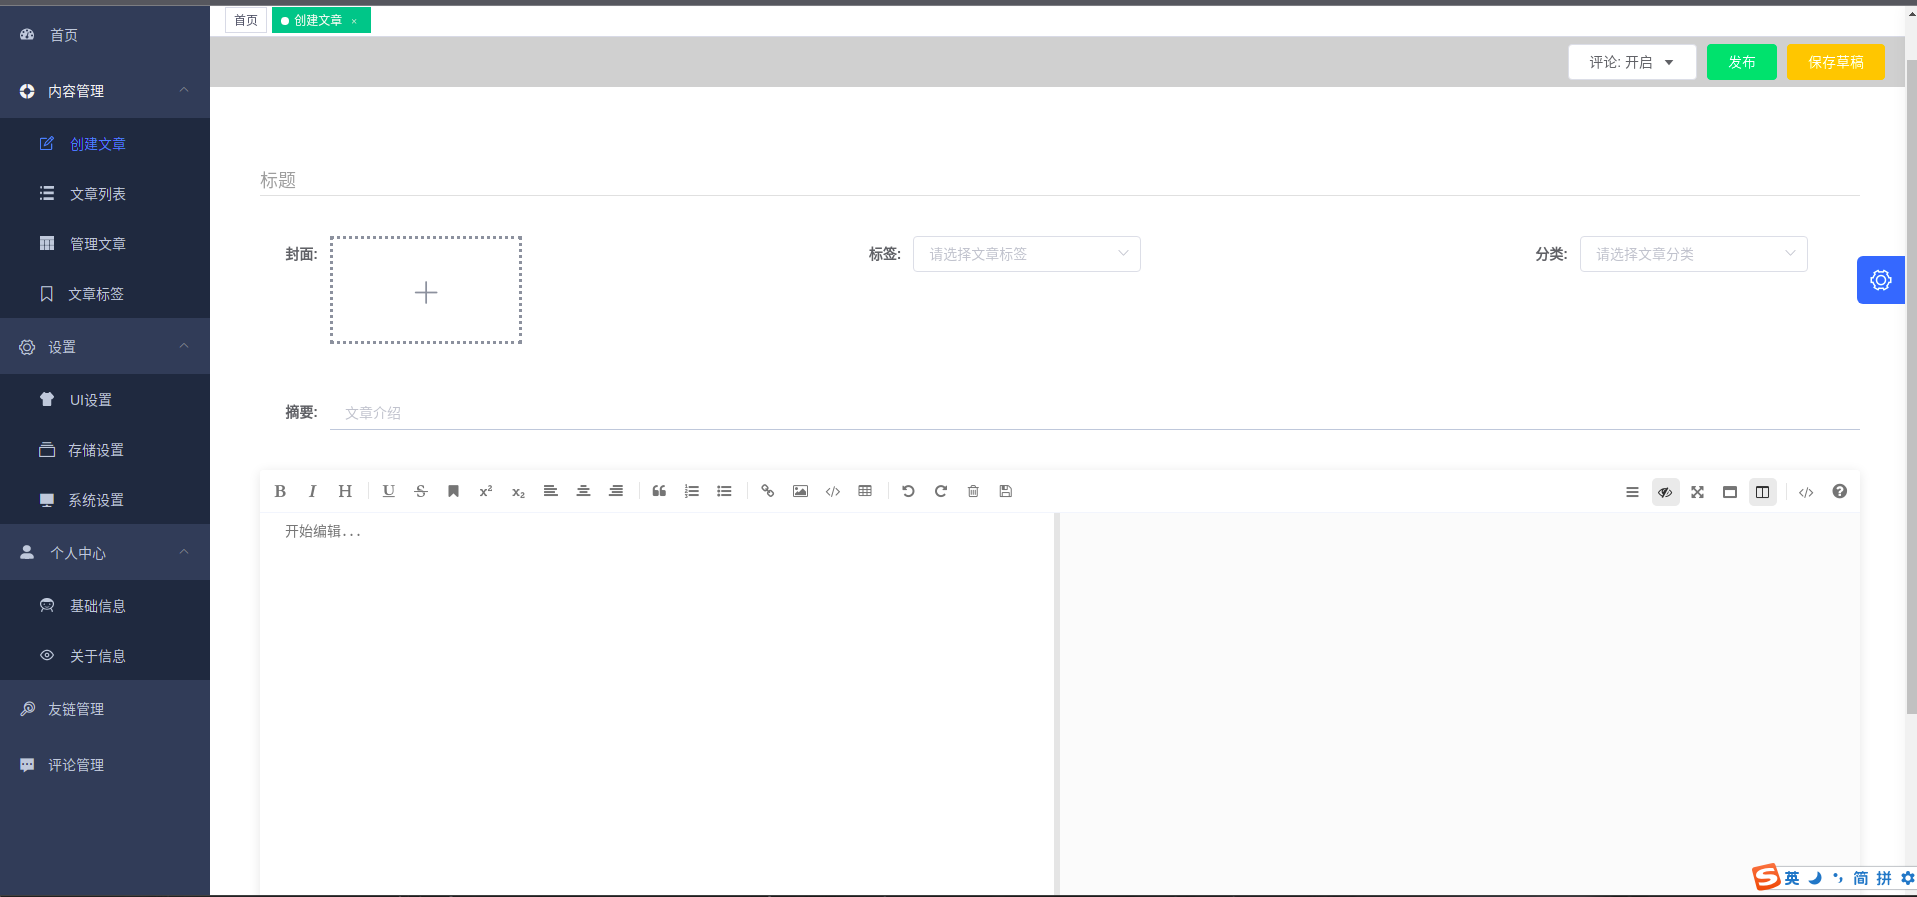 首页
内容管理
创建文章
文章列表
管理文章
文章标签
设置
UI设置
存储设置
系统设置
个人中心
基础信息
关于信息
友链管理
评论管理
首页
创建文章 ×
评论: 开启
发布
保存草稿
标题
封面:
标签: 请选择文章标签
分类: 请选择文章分类
摘要: 文章介绍
B I H U S x² x₂ </> </>
开始编辑...
英 简 拼